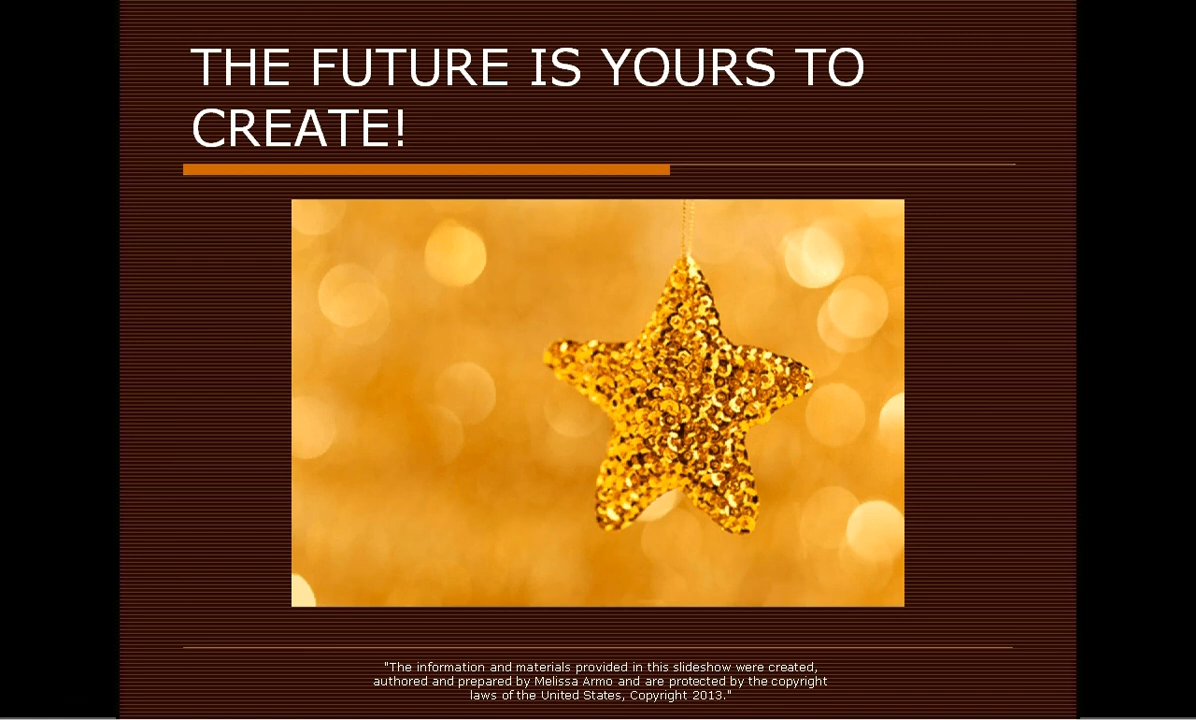 THE FUTURE IS YOURS TO
CREATE!
"The information and materials provided in this slideshow were created,
authored and prepared by Melissa Armo and are protected by the copyright
laws of the United States, Copyright 2013."